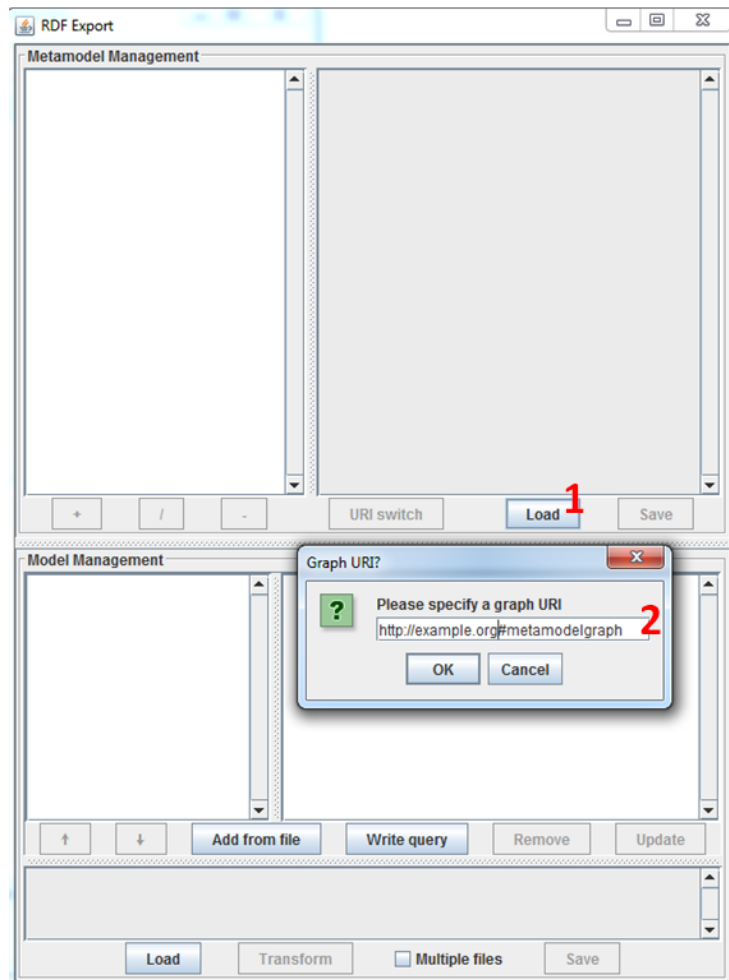 RDF Export
Metamodel Management
+ / - URI switch Load 1 Save
Model Management
Graph URI?
? Please specify a graph URI
http://example.org#metamodelgraph 2
OK Cancel
Add from file Write query Remove Update
Load Transform Multiple files Save